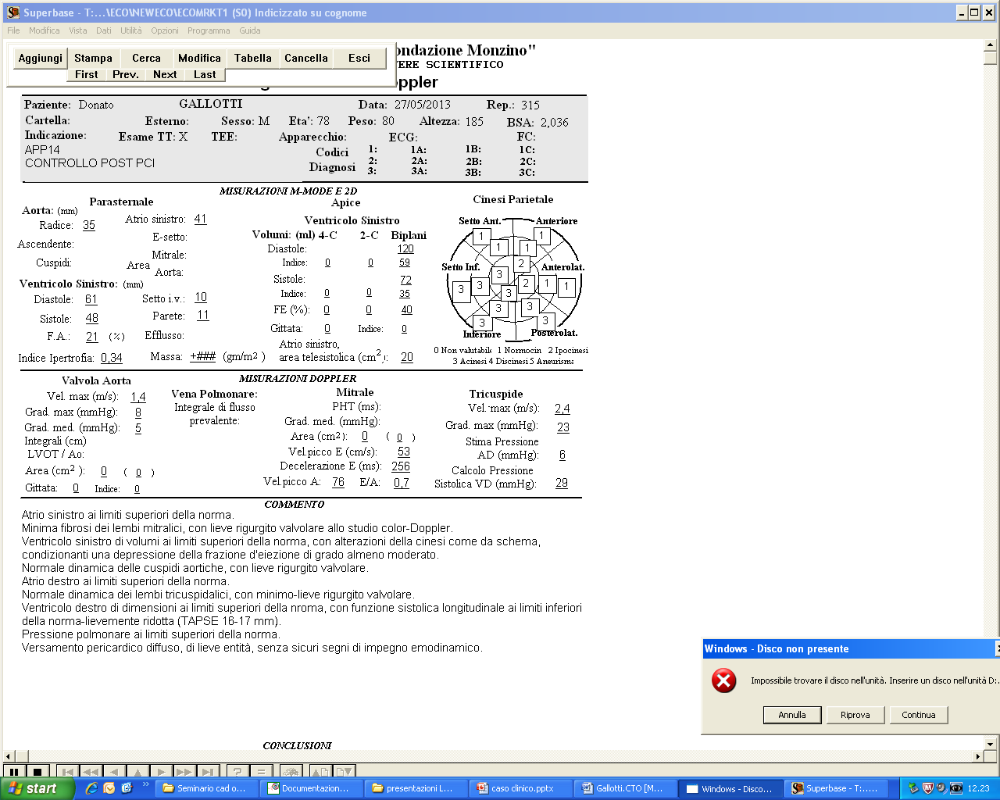 Superbase - T:...\ECO\NEWECO\ECOMRKT1 (S0) Indicizzato su cognome
File Modifica Vista Dati Utilità Opzioni Programma Guida
Aggiungi Stampa Cerca Modifica Tabella Cancella Esci
First Prev. Next Last
ondazione Monzino"
TERE SCIENTIFICO
oppler
Paziente: Donato GALLOTTI Data: 27/05/2013 Rep.: 315
Cartella: Esterno: Sesso: M Eta': 78 Peso: 80 Altezza: 185 BSA: 2,036
Indicazione: Esame TT: X TEE: Apparecchio: ECG: FC:
APP14
CONTROLLO POST PCI
Codici Diagnosi
1: 1A: 1B: 1C:
2: 2A: 2B: 2C:
3: 3A: 3B: 3C:
MISURAZIONI M-MODE E 2D
Parasternale
Aorta: (mm)
Radice: 35
Ascendente:
Cuspidi:
Atrio sinistro: 41
E-setto:
Mitrale:
Area
Aorta:
Ventricolo Sinistro: (mm)
Diastole: 61 Setto i.v.: 10
Sistole: 48 Parete: 11
F.A.: 21 (%) Efflusso:
Indice Ipertrofia: 0,34 Massa: +### (gm/m2 )
Apice
Ventricolo Sinistro
Volumi: (ml) 4-C 2-C Biplani
Diastole: 120
Indice: 0 0 59
Sistole: 72
Indice: 0 0 35
FE (%): 0 0 40
Gittata: 0 Indice: 0
Atrio sinistro,
area telesistolica (cm2): 20
Cinesi Parietale
Setto Ant. Anteriore
1 1
1 1
2
Setto Inf. Anterolat.
3
3 3 2 1 1
3
3 3
3 3
Inferiore Posterolat.
0 Non valutabile 1 Normocin 2 Ipocinesi
3 Acinesi 4 Discinesi 5 Aneurisma
MISURAZIONI DOPPLER
Valvola Aorta
Vel. max (m/s): 1,4
Grad. max (mmHg): 8
Grad. med. (mmHg): 5
Integrali (cm)
LVOT / Ao:
Area (cm2 ): 0 ( 0 )
Gittata: 0 Indice: 0
Vena Polmonare:
Integrale di flusso
prevalente:
Mitrale
PHT (ms):
Grad. med. (mmHg):
Area (cm2): 0 ( 0 )
Vel.picco E (cm/s): 53
Decelerazione E (ms): 256
Vel.picco A: 76 E/A: 0,7
Tricuspide
Vel. max (m/s): 2,4
Grad. max (mmHg): 23
Stima Pressione
AD (mmHg): 6
Calcolo Pressione
Sistolica VD (mmHg): 29
COMMENTO
Atrio sinistro ai limiti superiori della norma.
Minima fibrosi dei lembi mitralici, con lieve rigurgito valvolare allo studio color-Doppler.
Ventricolo sinistro di volumi ai limiti superiori della norma, con alterazioni della cinesi come da schema,
condizionanti una depressione della frazione d'eiezione di grado almeno moderato.
Normale dinamica delle cuspidi aortiche, con lieve rigurgito valvolare.
Atrio destro ai limiti superiori della norma.
Normale dinamica dei lembi tricuspidalici, con minimo-lieve rigurgito valvolare.
Ventricolo destro di dimensioni ai limiti superiori della nroma, con funzione sistolica longitudinale ai limiti inferiori
della norma-lievemente ridotta (TAPSE 16-17 mm).
Pressione polmonare ai limiti superiori della norma.
Versamento pericardico diffuso, di lieve entità, senza sicuri segni di impegno emodinamico.
CONCLUSIONI
Windows - Disco non presente
Impossibile trovare il disco nell'unità. Inserire un disco nell'unità D:.
Annulla Riprova Continua
start
Seminario cad o...
Documentazion...
presentazioni L...
caso clinico.pptx
Gallotti.CTO [M...
Windows - Disco...
Superbase - T:...
12.23